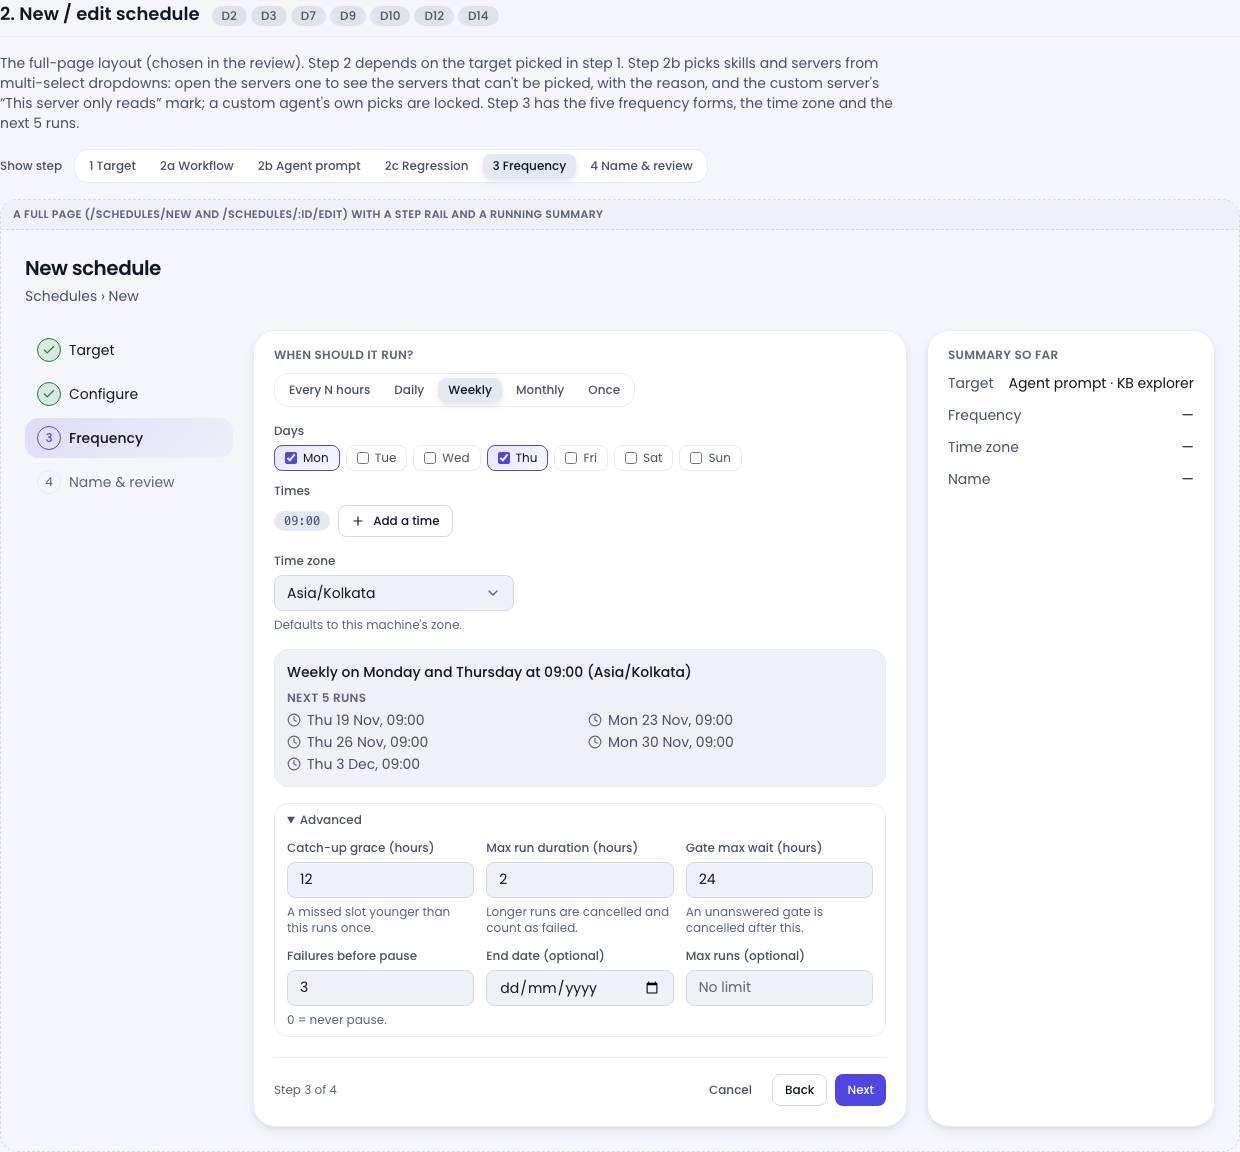 2. New / edit schedule D2 D3 D7 D9 D10 D12 D14
The full-page layout (chosen in the review). Step 2 depends on the target picked in step 1. Step 2b picks skills and servers from
multi-select dropdowns: open the servers one to see the servers that can't be picked, with the reason, and the custom server's
“This server only reads” mark; a custom agent's own picks are locked. Step 3 has the five frequency forms, the time zone and the
next 5 runs.
Show step 1 Target 2a Workflow 2b Agent prompt 2c Regression 3 Frequency 4 Name & review
A FULL PAGE (/SCHEDULES/NEW AND /SCHEDULES/:ID/EDIT) WITH A STEP RAIL AND A RUNNING SUMMARY
New schedule
Schedules › New
Target
Configure
3 Frequency
4 Name & review
WHEN SHOULD IT RUN?
Every N hours Daily Weekly Monthly Once
Days
Mon Tue Wed Thu Fri Sat Sun
Times
09:00 + Add a time
Time zone
Asia/Kolkata
Defaults to this machine's zone.
Weekly on Monday and Thursday at 09:00 (Asia/Kolkata)
NEXT 5 RUNS
Thu 19 Nov, 09:00 Mon 23 Nov, 09:00
Thu 26 Nov, 09:00 Mon 30 Nov, 09:00
Thu 3 Dec, 09:00
▼ Advanced
Catch-up grace (hours) Max run duration (hours) Gate max wait (hours)
12 2 24
A missed slot younger than Longer runs are cancelled and An unanswered gate is
this runs once. count as failed. cancelled after this.
Failures before pause End date (optional) Max runs (optional)
3 dd/mm/yyyy No limit
0 = never pause.
Step 3 of 4 Cancel Back Next
SUMMARY SO FAR
Target Agent prompt · KB explorer
Frequency —
Time zone —
Name —